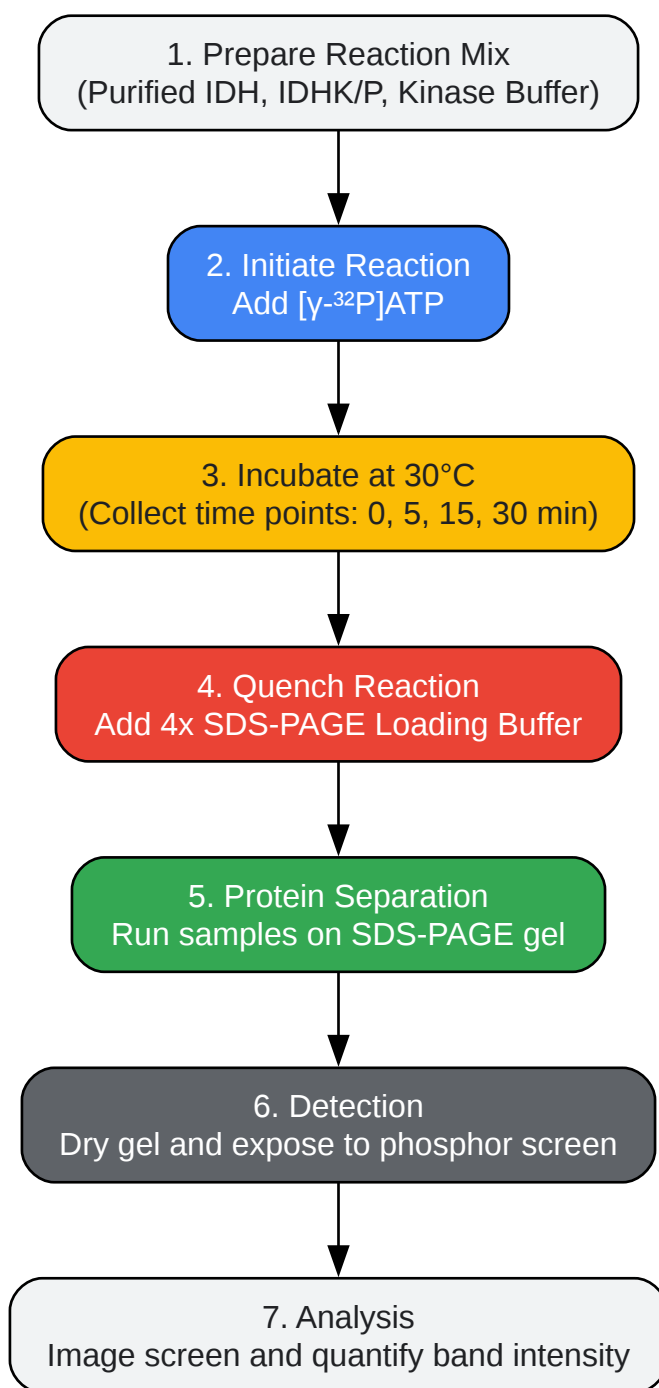 1. Prepare Reaction Mix
(Purified IDH, IDHK/P, Kinase Buffer)
2. Initiate Reaction
Add [γ-³²P]ATP
3. Incubate at 30°C
(Collect time points: 0, 5, 15, 30 min)
4. Quench Reaction
Add 4x SDS-PAGE Loading Buffer
5. Protein Separation
Run samples on SDS-PAGE gel
6. Detection
Dry gel and expose to phosphor screen
7. Analysis
Image screen and quantify band intensity